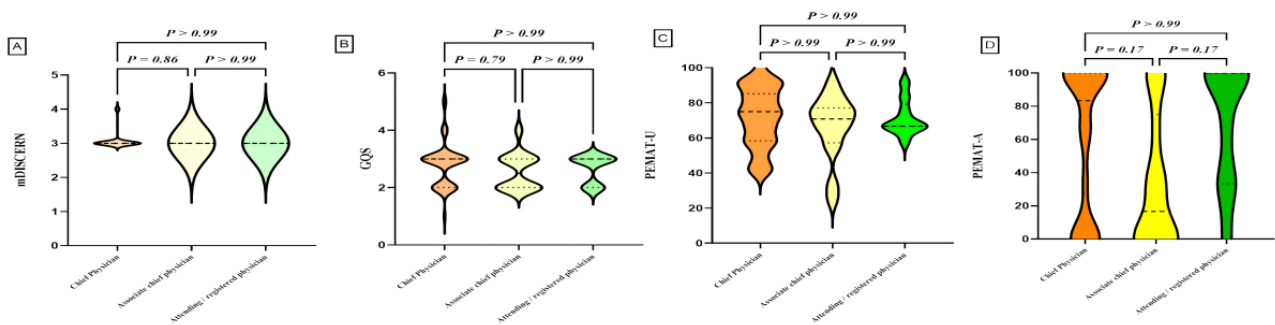 A
P > 0.99
P = 0.86
P > 0.99
mDISCERN
5
4
3
2
1
0
Chief Physician
Associate chief physician
Attending / registered physician
B
P > 0.99
P = 0.79
P > 0.99
GQS
6
4
2
0
Chief Physician
Associate chief physician
Attending / registered physician
C
P > 0.99
P > 0.99
P > 0.99
PEMAT-U
100
80
60
40
20
0
Chief Physician
Associate chief physician
Attending / registered physician
D
P > 0.99
P = 0.17
P = 0.17
PEMAT-A
100
80
60
40
20
0
Chief Physician
Associate chief physician
Attending / registered physician